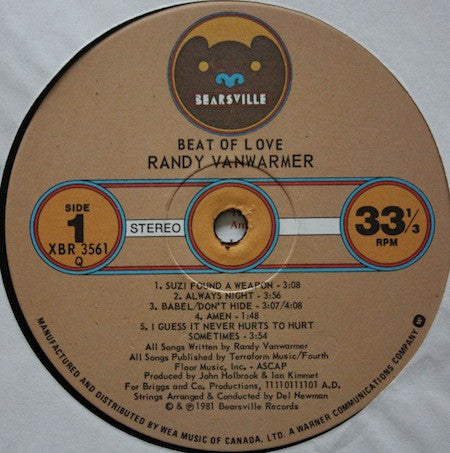 BEARSVILLE
BEAT OF LOVE
RANDY VANWARMER
SIDE
1
XBR 3561
Q
STEREO
33 1/3
RPM
1. SUZI FOUND A WEAPON - 3:08
2. ALWAYS NIGHT - 3:56
3. BABEL/DON'T HIDE - 3:07/4:08
4. AMEN - 1:48
5. I GUESS IT NEVER HURTS TO HURT
SOMETIMES - 3:54
All Songs Written by Randy Vanwarmer
All Songs Published by Terraform Music/Fourth
Floor Music, Inc. - ASCAP
Produced by John Holbrook & Ian Kimmet
For Briggs and Co. Productions, 11110111101 A.D.
Strings Arranged & Conducted by Del Newman
© & ℗ 1981 Bearsville Records
MANUFACTURED AND DISTRIBUTED BY WEA MUSIC OF CANADA, LTD. A WARNER COMMUNICATIONS COMPANY